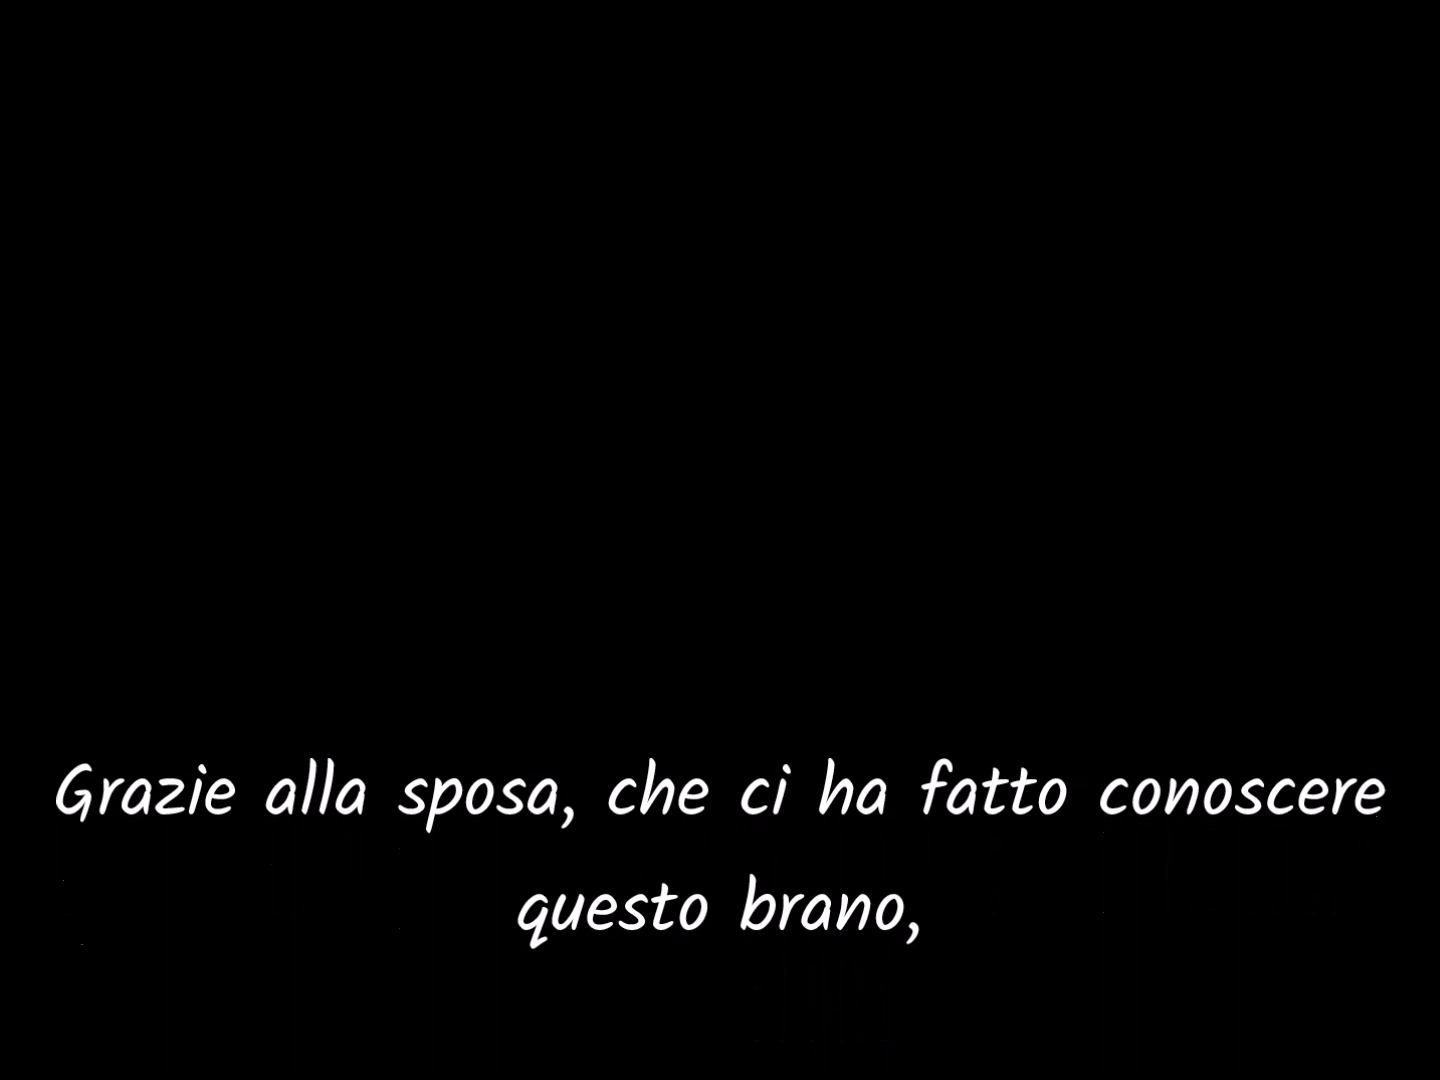 Grazie alla sposa, che ci ha fatto conoscere
questo brano,